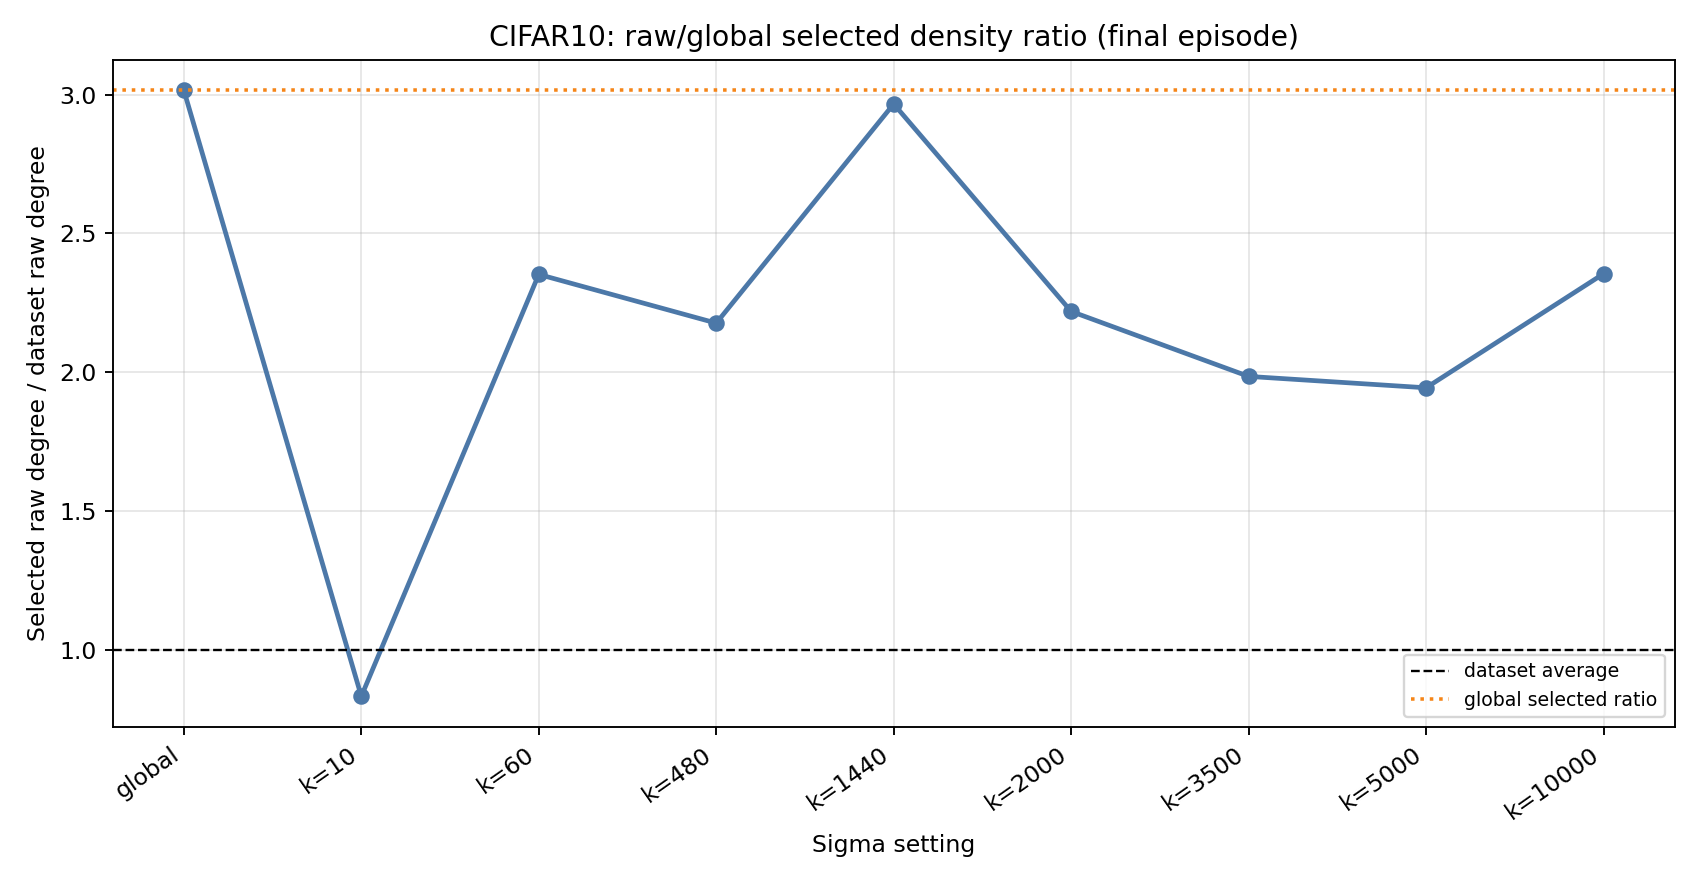 CIFAR10: raw/global selected density ratio (final episode)
Selected raw degree / dataset raw degree
3.0
2.5
2.0
1.5
1.0
dataset average
global selected ratio
global
k=10
k=60
k=480
k=1440
k=2000
k=3500
k=5000
k=10000
Sigma setting